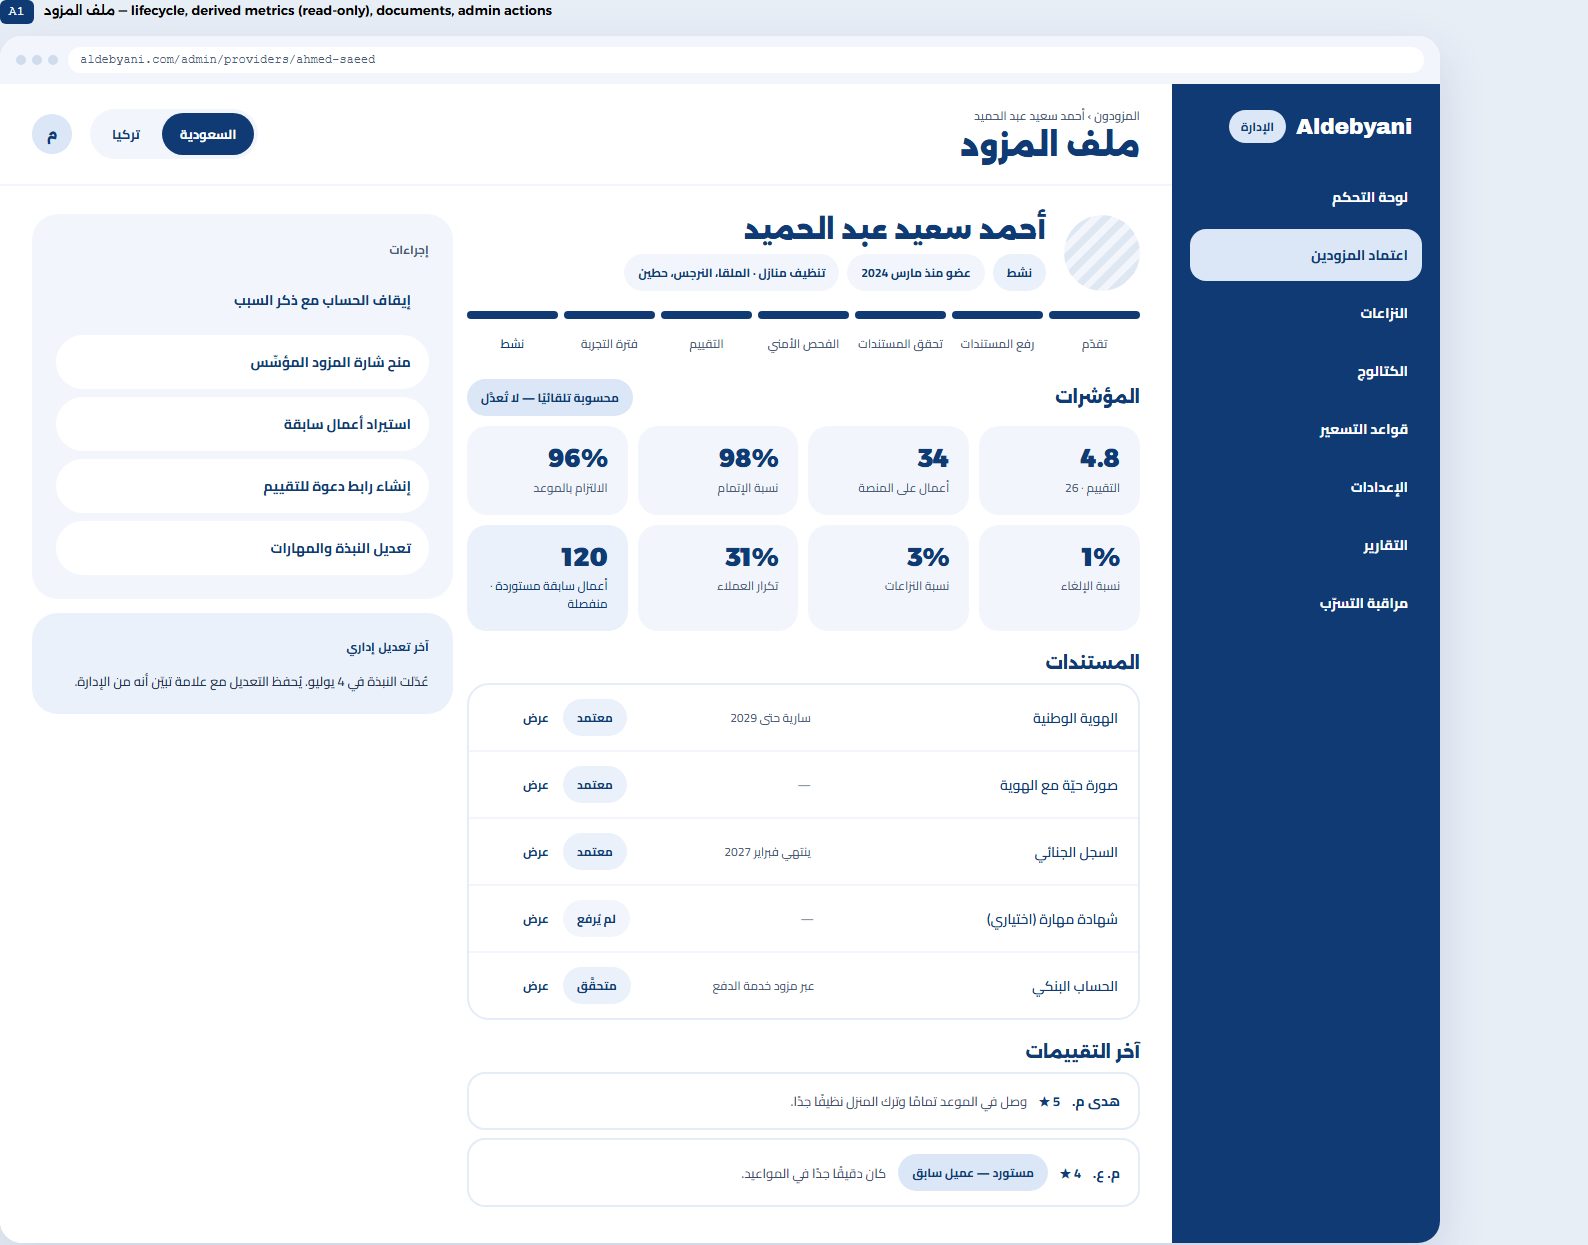 A1 ملف المزود — lifecycle, derived metrics (read-only), documents, admin actions
aldebyani.com/admin/providers/ahmed-saeed
Aldebyani الإدارة
لوحة التحكم
اعتماد المزودين
النزاعات
الكتالوج
قواعد التسعير
الإعدادات
التقارير
مراقبة التسرّب
المزودون › أحمد سعيد عبد الحميد
ملف المزود
السعودية تركيا م
أحمد سعيد عبد الحميد
نشط عضو منذ مارس 2024 تنظيف منازل · الملقا، النرجس، حطين
تقدّم رفع المستندات تحقق المستندات الفحص الأمني التقييم فترة التجربة نشط
المؤشرات محسوبة تلقائيًا — لا تُعدَّل
4.8 34 98% 96%
التقييم · 26 أعمال على المنصة نسبة الإتمام الالتزام بالموعد
1% 3% 31% 120
نسبة الإلغاء نسبة النزاعات تكرار العملاء أعمال سابقة مستوردة ·
منفصلة
المستندات
الهوية الوطنية سارية حتى 2029 معتمد عرض
صورة حيّة مع الهوية — معتمد عرض
السجل الجنائي ينتهي فبراير 2027 معتمد عرض
شهادة مهارة (اختياري) — لم يُرفع عرض
الحساب البنكي عبر مزود خدمة الدفع متحقَّق عرض
آخر التقييمات
هدى م. 5 ★ وصل في الموعد تمامًا وترك المنزل نظيفًا جدًا.
م. ع. 4 ★ مستورد — عميل سابق كان دقيقًا جدًا في المواعيد.
إجراءات
إيقاف الحساب مع ذكر السبب
منح شارة المزود المؤسّس
استيراد أعمال سابقة
إنشاء رابط دعوة للتقييم
تعديل النبذة والمهارات
آخر تعديل إداري
عُدّلت النبذة في 4 يوليو. يُحفظ التعديل مع علامة تبيّن أنه من الإدارة.